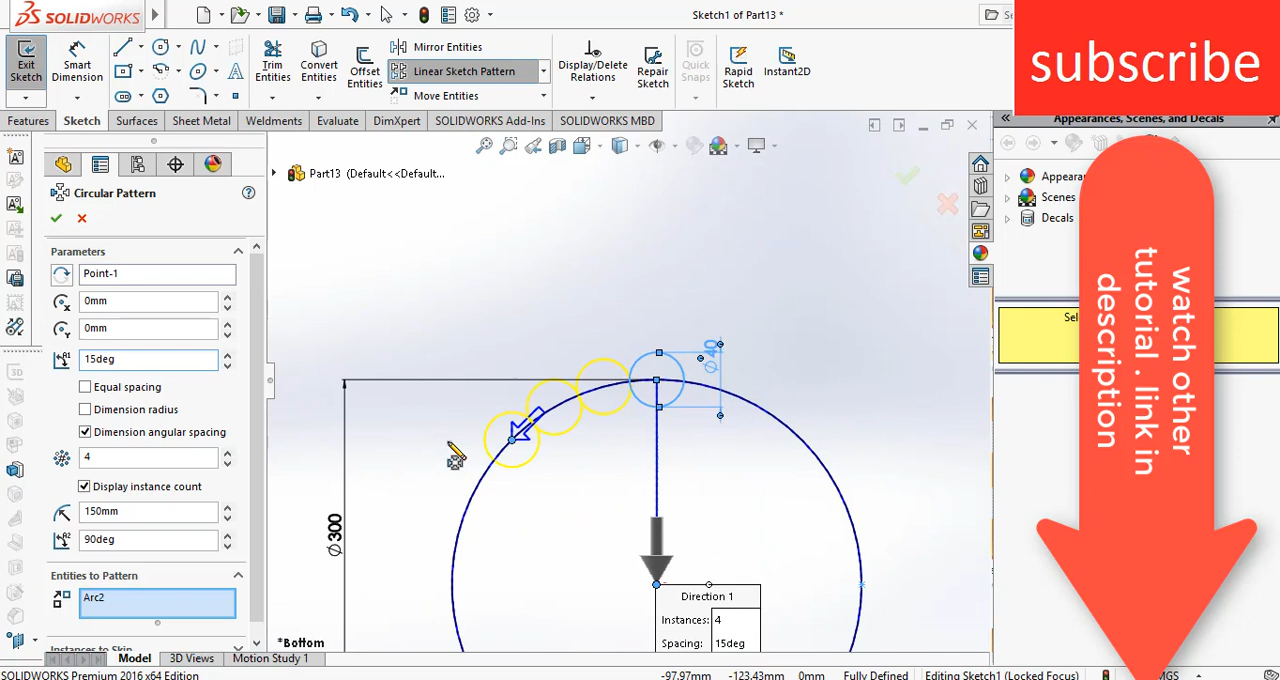 SOLIDWORKS
Sketch1 of Part13 *
subscribe
Exit Sketch
Smart Dimension
Trim Entities
Convert Entities
Offset Entities
Mirror Entities
Linear Sketch Pattern
Move Entities
Display/Delete Relations
Repair Sketch
Quick Snaps
Rapid Sketch
Instant2D
Features
Sketch
Surfaces
Sheet Metal
Weldments
Evaluate
DimXpert
SOLIDWORKS Add-Ins
SOLIDWORKS MBD
Appearances, Scenes, and Decals
Part13 (Default<<Default...
Circular Pattern
Parameters
Point-1
0mm
0mm
15deg
Equal spacing
Dimension radius
Dimension angular spacing
4
Display instance count
150mm
90deg
Entities to Pattern
Arc2
Instances to Skip
Scenes
Decals
watch other
tutorial . link in
description
Ø40
Ø300
Direction 1
Instances: 4
Spacing: 15deg
*Bottom
Model
3D Views
Motion Study 1
SOLIDWORKS Premium 2016 x64 Edition
-97.97mm
-123.43mm
0mm
Fully Defined
Editing Sketch1 (Locked Focus)